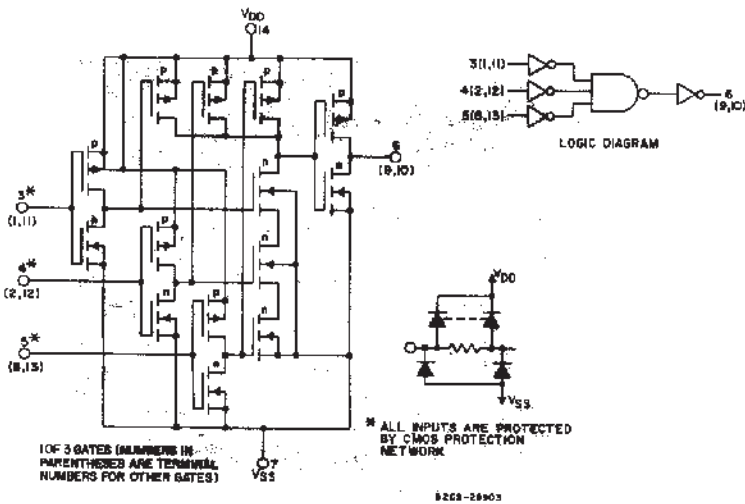 VDD
14
p
p
p
p
p
3(1,11)
4(2,12)
5(8,13)
6
(9,10)
LOGIC DIAGRAM
6
(9,10)
n
n
n
3*
(1,11)
p
4*
(2,12)
n
p
5*
(8,13)
n
VDD
VSS
1 OF 3 GATES (NUMBERS IN
PARENTHESES ARE TERMINAL
NUMBERS FOR OTHER GATES)
7
VSS
* ALL INPUTS ARE PROTECTED
BY CMOS PROTECTION
NETWORK